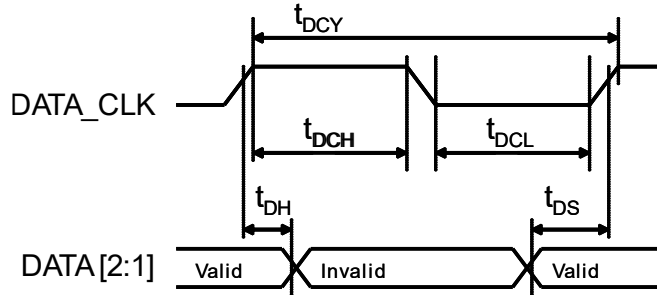 tDCY
DATA_CLK
tDCH
tDCL
tDH
tDS
DATA[2:1]
Valid
Invalid
Valid